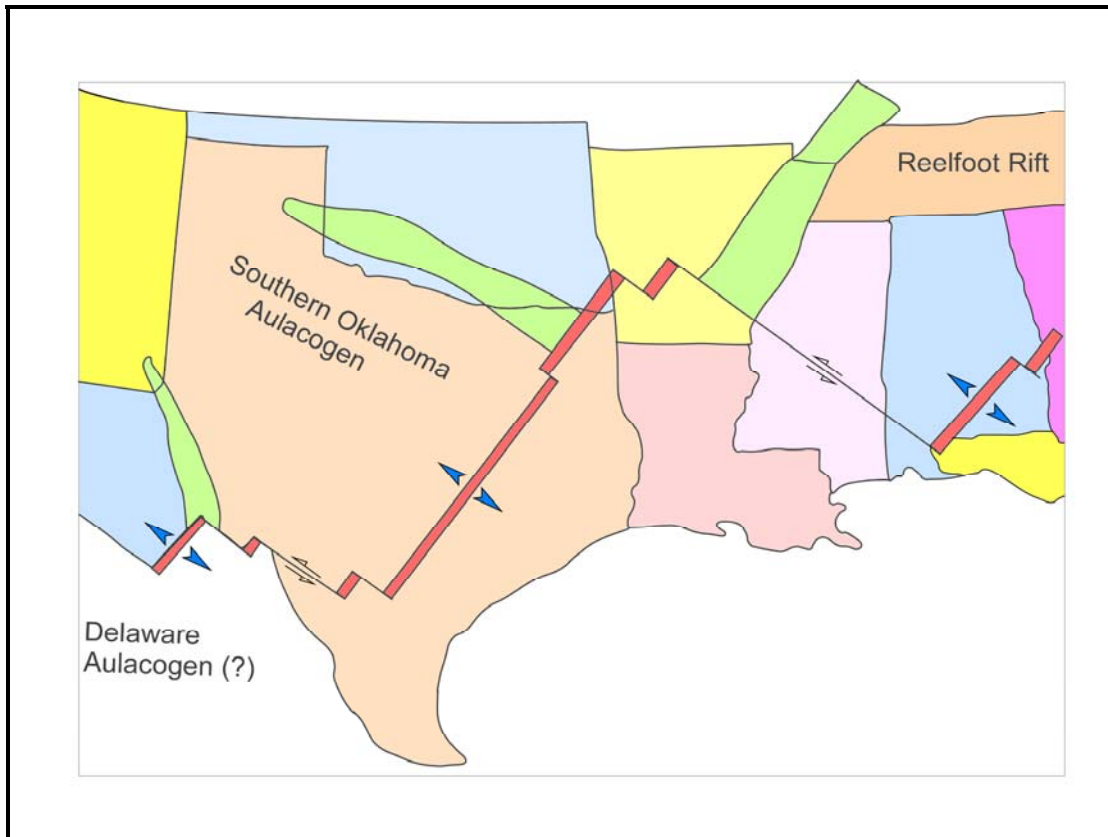 Reelfoot Rift
Southern Oklahoma
Aulacogen
Delaware
Aulacogen (?)